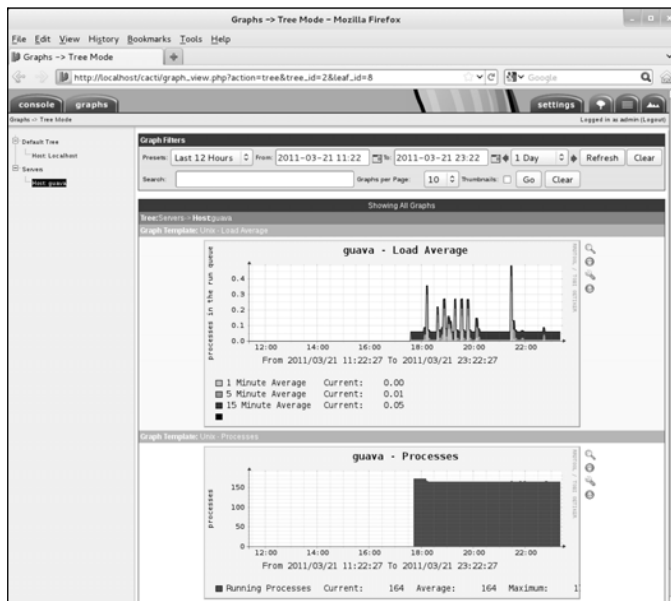 Graphs -> Tree Mode - Mozilla Firefox
File Edit View History Bookmarks Tools Help
Graphs -> Tree Mode
http://localhost/cacti/graph_view.php?action=tree&tree_id=2&leaf_id=8
Google
console graphs settings
Graphs -> Tree Mode
Logged in as admin (Logout)
Default Tree
Host: Localhost
Servers
Host: guava
Graph Filters
Presets: Last 12 Hours From: 2011-03-21 11:22 To: 2011-03-21 23:22 1 Day Refresh Clear
Search: Graphs per Page: 10 Thumbnails: Go Clear
Showing All Graphs
Tree:Servers-> Host:guava
Graph Template: Unix - Load Average
guava - Load Average
processes in the run queue
0.4
0.3
0.2
0.1
0.0
12:00 14:00 16:00 18:00 20:00 22:00
From 2011/03/21 11:22:27 To 2011/03/21 23:22:27
1 Minute Average Current: 0.00
5 Minute Average Current: 0.01
15 Minute Average Current: 0.05
Graph Template: Unix - Processes
guava - Processes
processes
150
100
50
0
12:00 14:00 16:00 18:00 20:00 22:00
From 2011/03/21 11:22:27 To 2011/03/21 23:22:27
Running Processes Current: 164 Average: 164 Maximum: 1